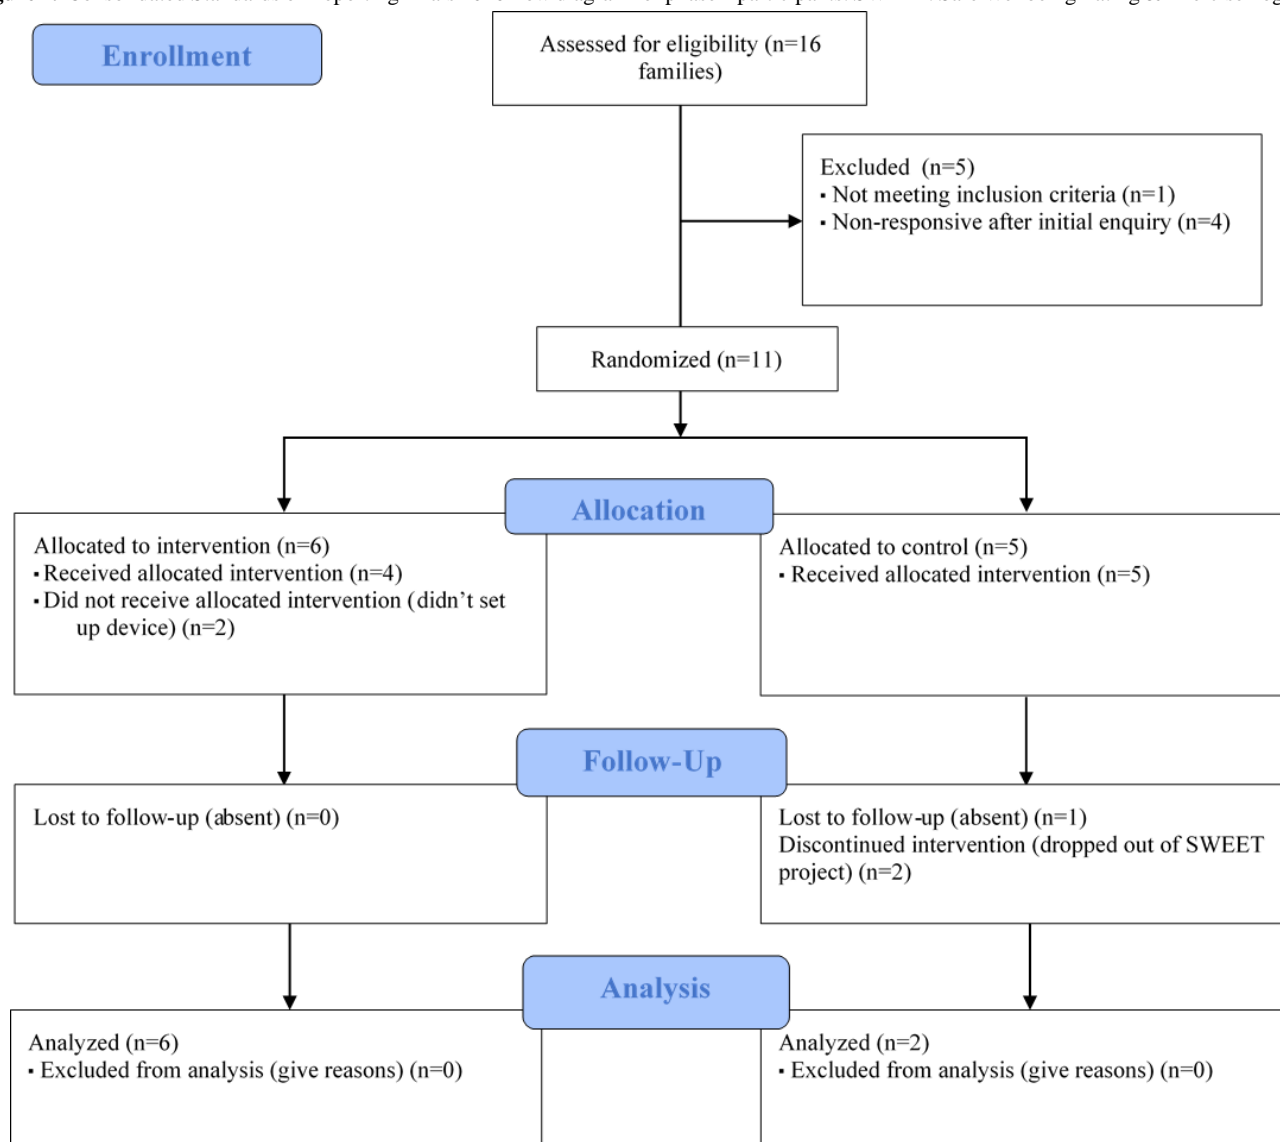 Enrollment
Assessed for eligibility (n=16
families)
Excluded  (n=5)
▪ Not meeting inclusion criteria (n=1)
▪ Non-responsive after initial enquiry (n=4)
Randomized (n=11)
Allocation
Allocated to intervention (n=6)
▪ Received allocated intervention (n=4)
▪ Did not receive allocated intervention (didn’t set
up device) (n=2)
Allocated to control (n=5)
▪ Received allocated intervention (n=5)
Follow-Up
Lost to follow-up (absent) (n=0)
Lost to follow-up (absent) (n=1)
Discontinued intervention (dropped out of SWEET
project) (n=2)
Analysis
Analyzed (n=6)
▪ Excluded from analysis (give reasons) (n=0)
Analyzed (n=2)
▪ Excluded from analysis (give reasons) (n=0)